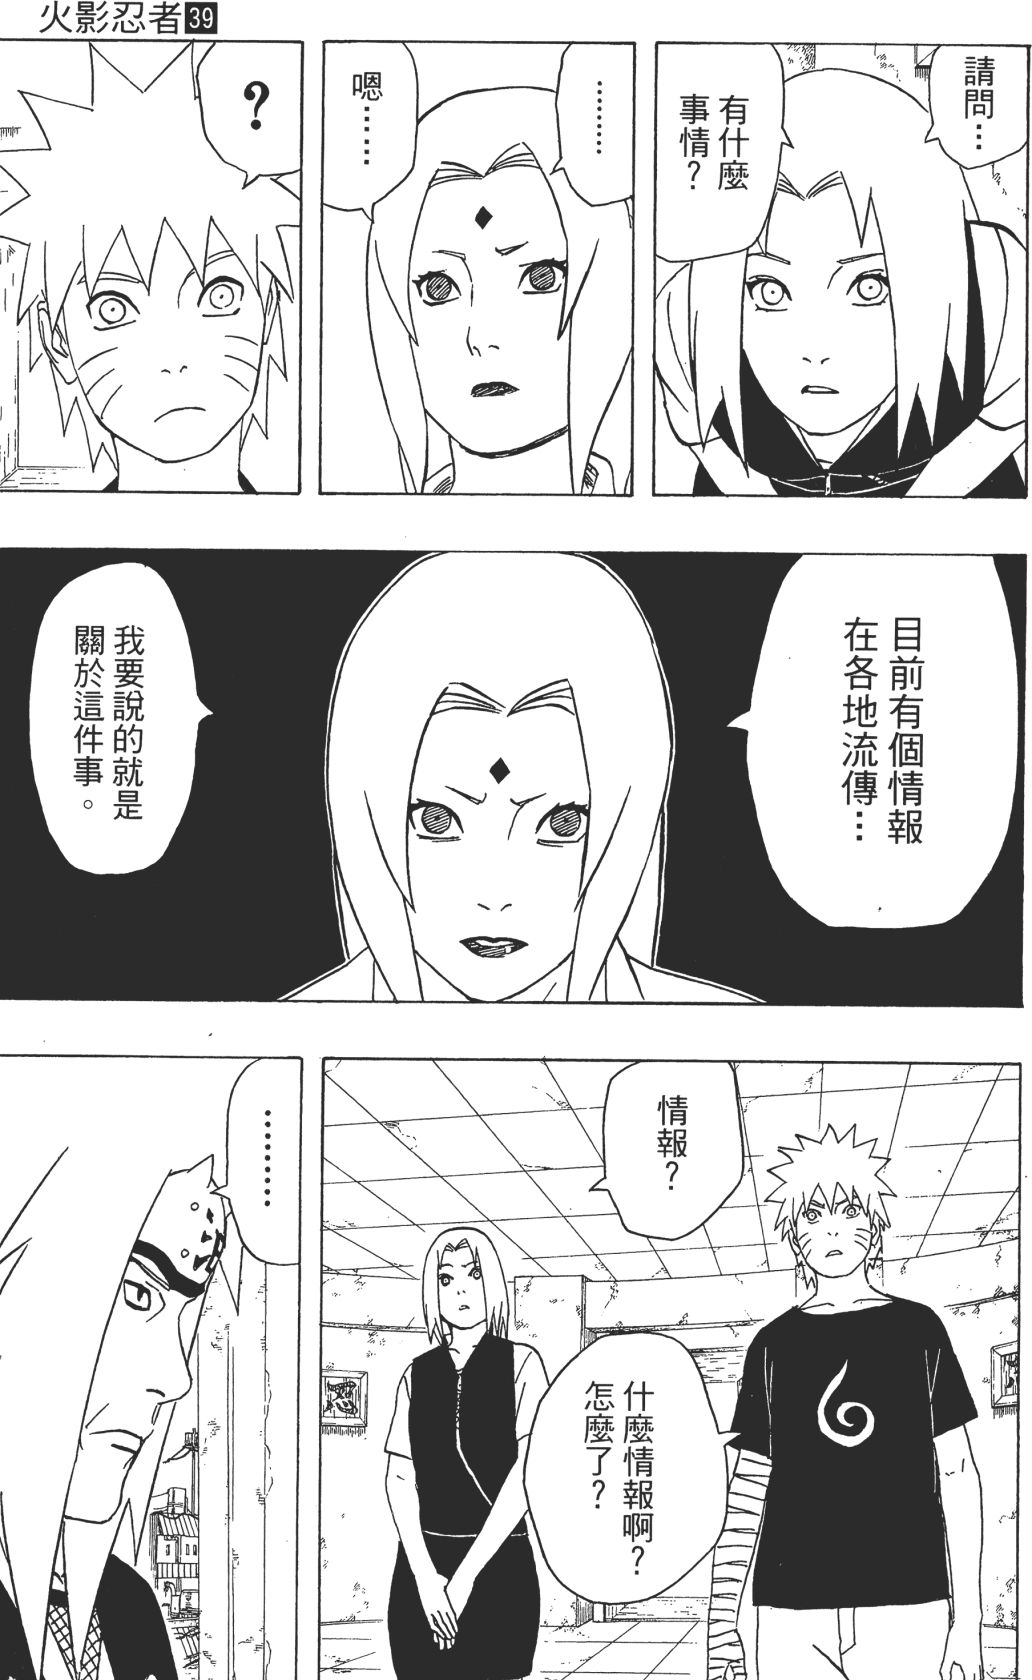 火影忍者39
請問…
有什麼
事情？
………
嗯……
？
目前有個情報
在各地流傳…
我要說的就是
關於這件事。
情報？
什麼情報啊？
怎麼了？
………